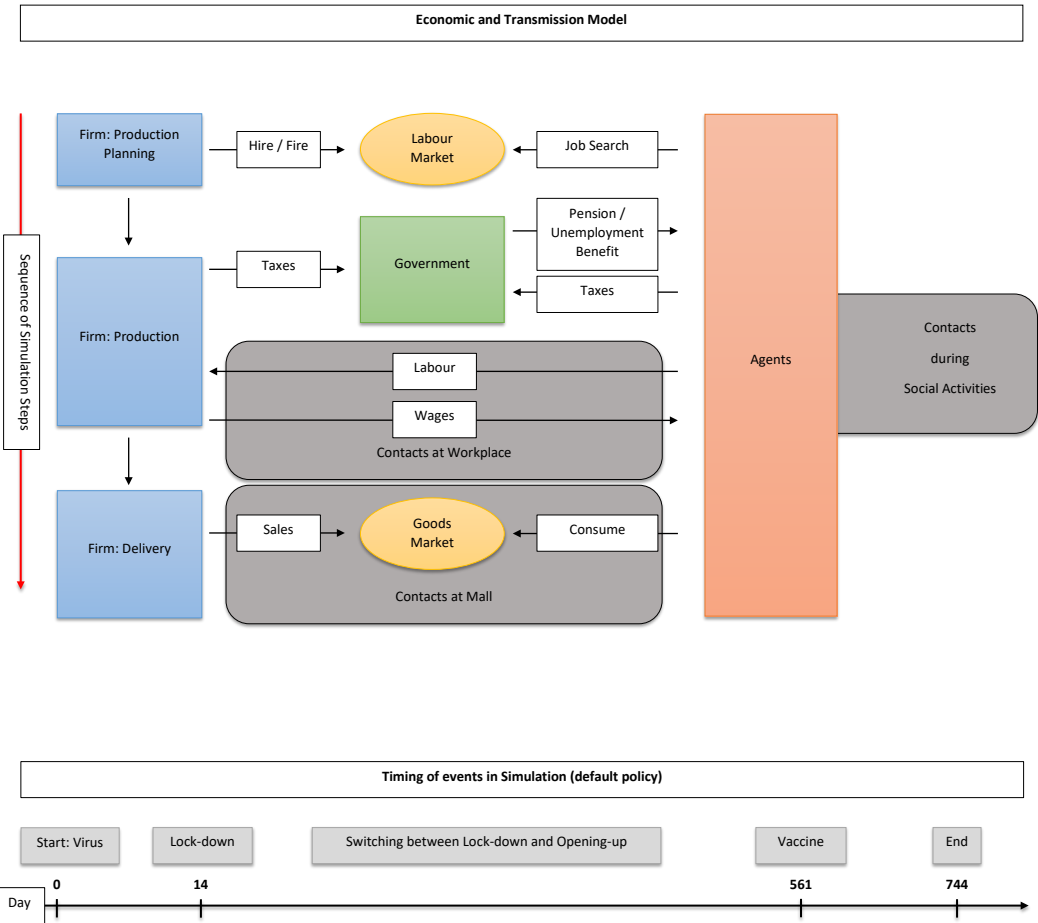 Economic and Transmission Model
Firm: Production
Planning
Hire / Fire
Labour
Market
Job Search
Sequence of Simulation Steps
Firm: Production
Taxes
Government
Pension /
Unemployment
Benefit
Taxes
Agents
Contacts
during
Social Activities
Labour
Wages
Contacts at Workplace
Firm: Delivery
Sales
Goods
Market
Consume
Contacts at Mall
Timing of events in Simulation (default policy)
Start: Virus
Lock-down
Switching between Lock-down and Opening-up
Vaccine
End
0
14
561
744
Day